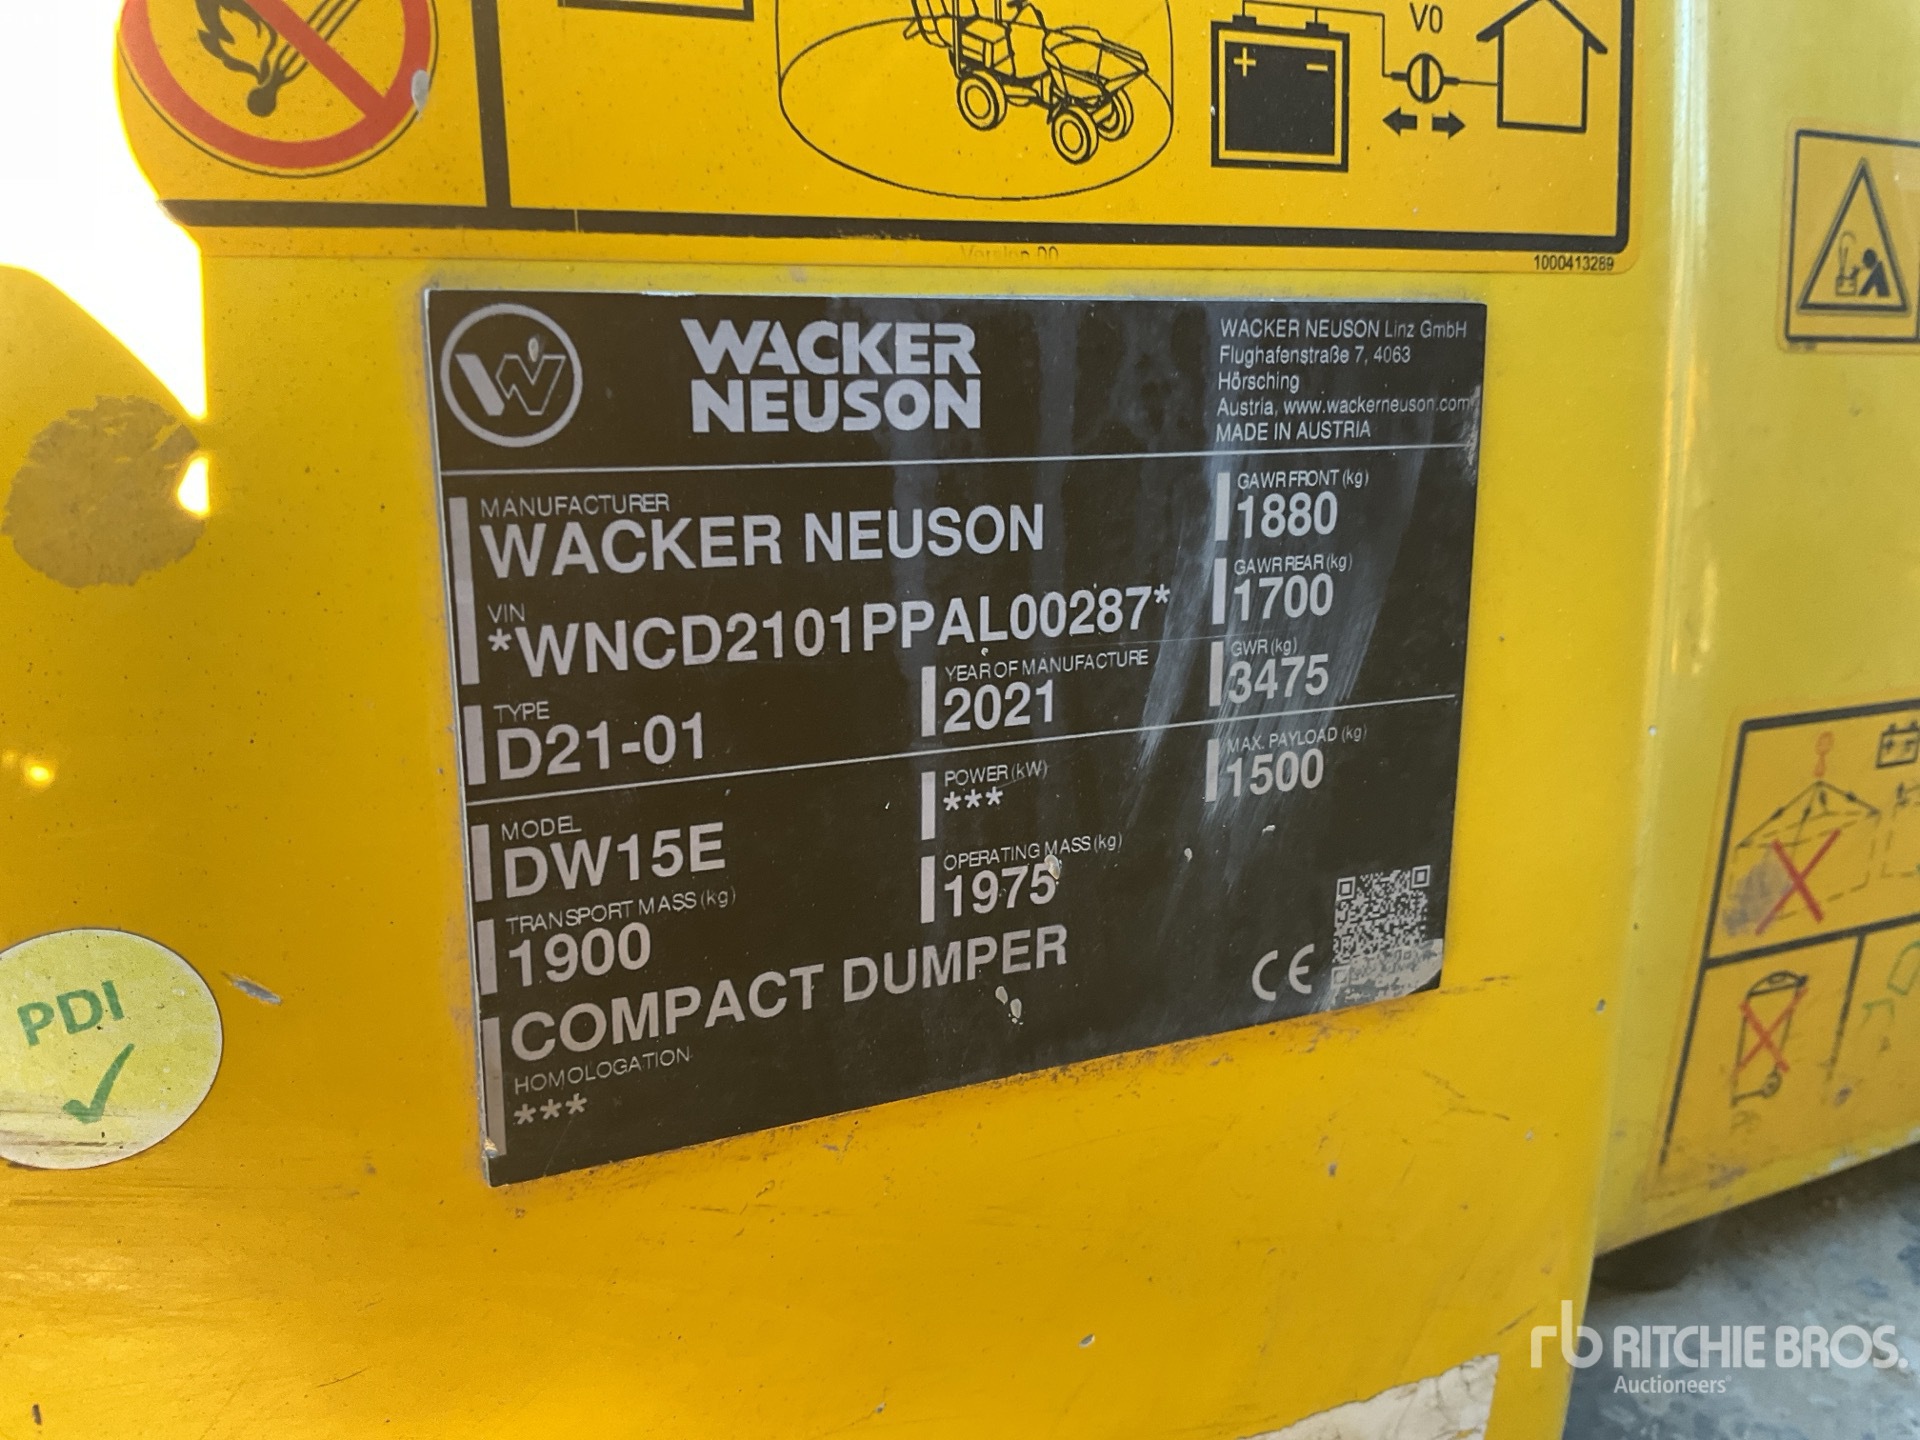 V0
+ −
Version 00
1000413289
WACKER
NEUSON
WACKER NEUSON Linz GmbH
Flughafenstraße 7, 4063
Hörsching
Austria, www.wackerneuson.com
MADE IN AUSTRIA
MANUFACTURER
WACKER NEUSON
VIN
*WNCD2101PPAL00287*
TYPE
D21-01
YEAR OF MANUFACTURE
2021
GAWR FRONT (kg)
1880
GAWR REAR (kg)
1700
GWR (kg)
3475
MODEL
DW15E
POWER (kW)
***
MAX. PAYLOAD (kg)
1500
TRANSPORT MASS (kg)
1900
OPERATING MASS (kg)
1975
COMPACT DUMPER
HOMOLOGATION
***
CE
PDI
rb RITCHIE BROS.
Auctioneers